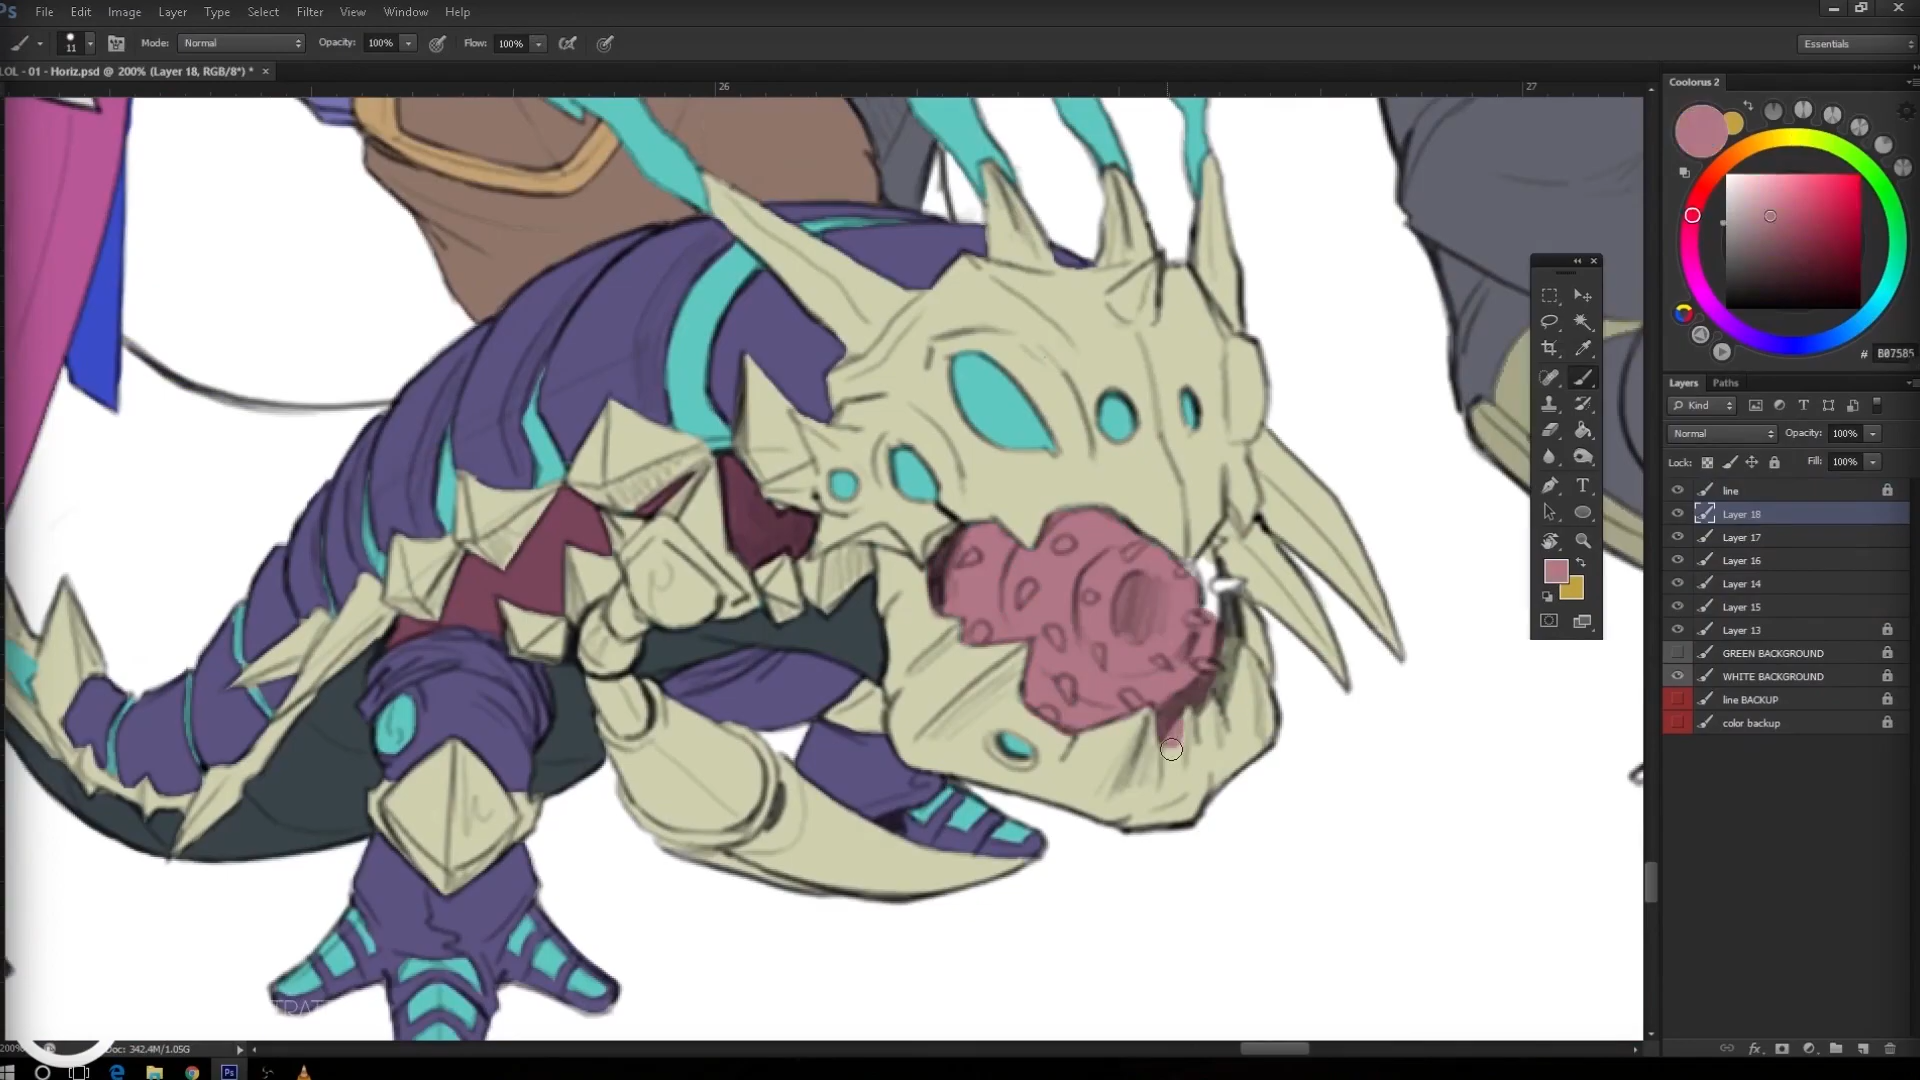 Ps File Edit Image Layer Type Select Filter View Window Help
11 Mode: Normal Opacity: 100% Flow: 100% Essentials
LOL - 01 - Horiz.psd @ 200% (Layer 18, RGB/8*) * ×
26 27
Coolorus 2
# B07585
Layers Paths
Kind
Normal Opacity: 100%
Lock: Fill: 100%
line
Layer 18
Layer 17
Layer 16
Layer 14
Layer 15
Layer 13
GREEN BACKGROUND
WHITE BACKGROUND
line BACKUP
color backup
200% Doc: 342.4M/1.05G
Ps